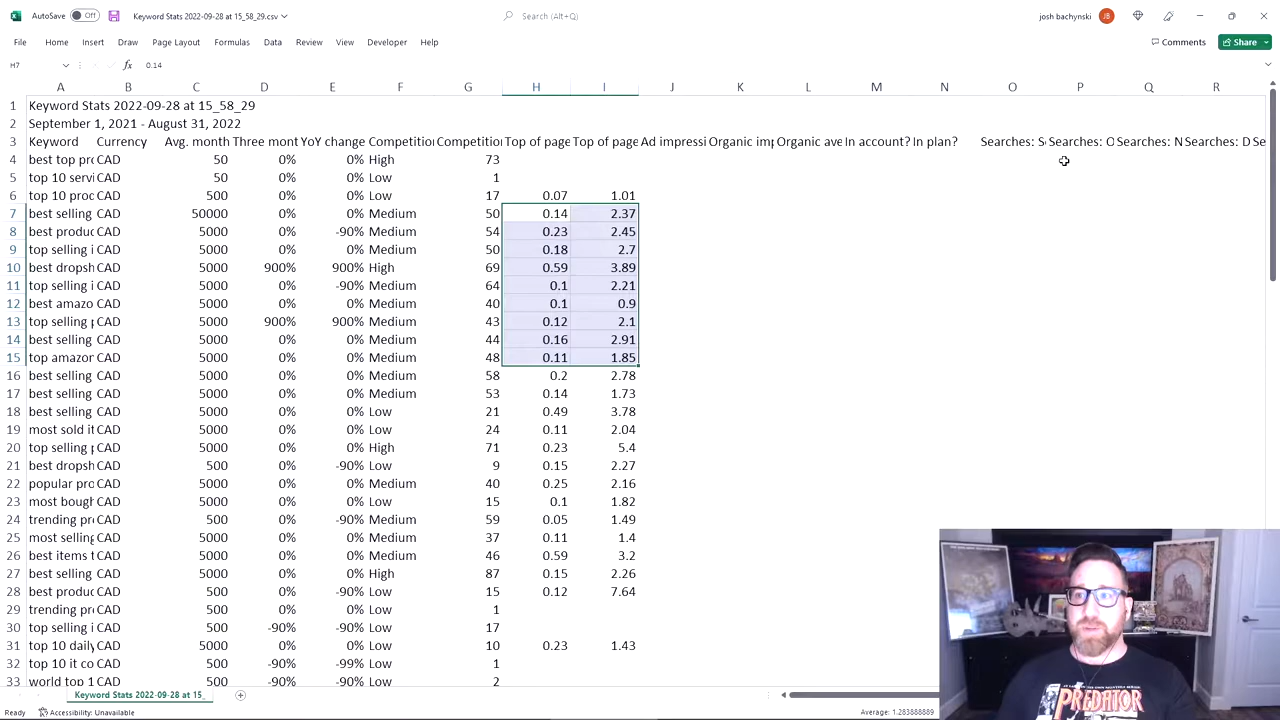 AutoSave Off Keyword Stats 2022-09-28 at 15_58_29.csv Search (Alt+Q) josh bachynski JB
File Home Insert Draw Page Layout Formulas Data Review View Developer Help Comments Share
H7 fx 0.14
A B C D E F G H I J K L M N O P Q R
1 Keyword Stats 2022-09-28 at 15_58_29
2 September 1, 2021 - August 31, 2022
3 Keyword Currency Avg. month Three mont YoY change Competitio Competitio Top of page Top of page Ad impressi Organic imp Organic ave In account? In plan? Searches: S Searches: O Searches: N Searches: D Se
4 best top pr CAD 50 0% 0% High 73
5 top 10 servi CAD 50 0% 0% Low 1
6 top 10 proc CAD 500 0% 0% Low 17 0.07 1.01
7 best selling CAD 50000 0% 0% Medium 50 0.14 2.37
8 best produc CAD 5000 0% -90% Medium 54 0.23 2.45
9 top selling i CAD 5000 0% 0% Medium 50 0.18 2.7
10 best dropsh CAD 5000 900% 900% High 69 0.59 3.89
11 top selling i CAD 5000 0% -90% Medium 64 0.1 2.21
12 best amazo CAD 5000 0% 0% Medium 40 0.1 0.9
13 top selling p CAD 5000 900% 900% Medium 43 0.12 2.1
14 best selling CAD 5000 0% 0% Medium 44 0.16 2.91
15 top amazor CAD 5000 0% 0% Medium 48 0.11 1.85
16 best selling CAD 5000 0% 0% Medium 58 0.2 2.78
17 best selling CAD 5000 0% 0% Medium 53 0.14 1.73
18 best selling CAD 5000 0% 0% Low 21 0.49 3.78
19 most sold it CAD 5000 0% 0% Low 24 0.11 2.04
20 top selling p CAD 5000 0% 0% High 71 0.23 5.4
21 best dropsh CAD 500 0% -90% Low 9 0.15 2.27
22 popular pro CAD 5000 0% 0% Medium 40 0.25 2.16
23 most bough CAD 5000 0% 0% Low 15 0.1 1.82
24 trending pr CAD 500 0% -90% Medium 59 0.05 1.49
25 most selling CAD 5000 0% 0% Medium 37 0.11 1.4
26 best items t CAD 5000 0% 0% Medium 46 0.59 3.2
27 best selling CAD 5000 0% 0% High 87 0.15 2.26
28 best produc CAD 500 0% -90% Low 15 0.12 7.64
29 trending pr CAD 500 0% 0% Low 1
30 top selling i CAD 500 -90% -90% Low 17
31 top 10 daily CAD 5000 0% 0% Low 10 0.23 1.43
32 top 10 it co CAD 500 -90% -99% Low 1
33 world top 1 CAD 500 -90% -90% Low 2
PREDATOR
Keyword Stats 2022-09-28 at 15_
Ready Accessibility: Unavailable Average: 1.283888889